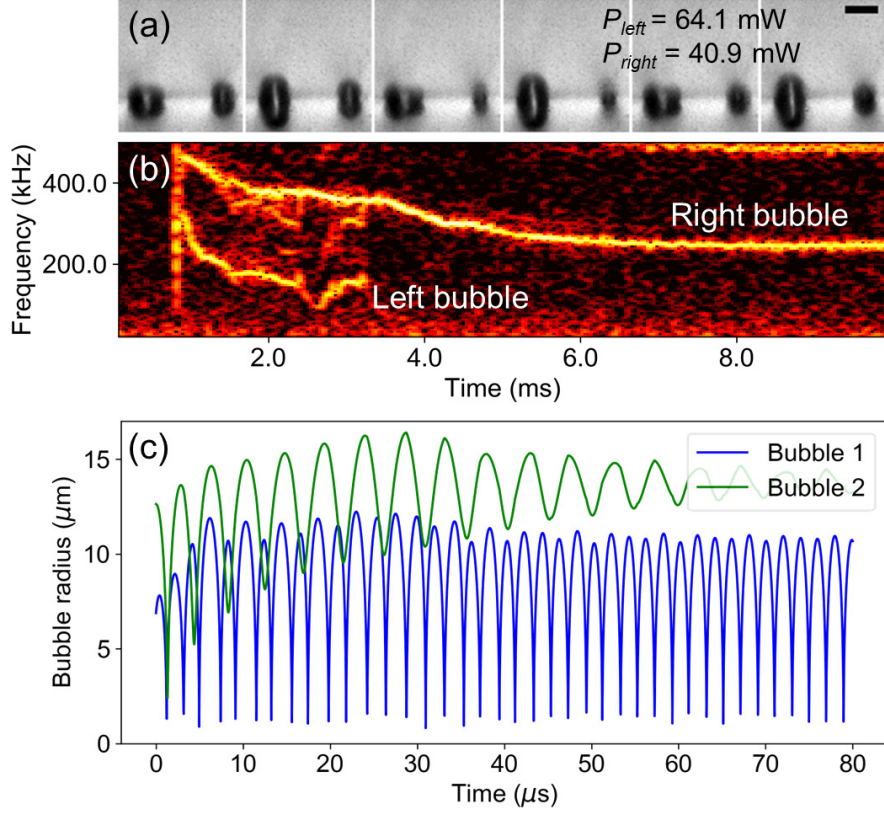 (a)
P_left = 64.1 mW
P_right = 40.9 mW
(b)
Frequency (kHz)
400.0
200.0
Right bubble
Left bubble
2.0 4.0 6.0 8.0
Time (ms)
(c)
Bubble 1
Bubble 2
Bubble radius (μm)
15
10
5
0
0 10 20 30 40 50 60 70 80
Time (μs)